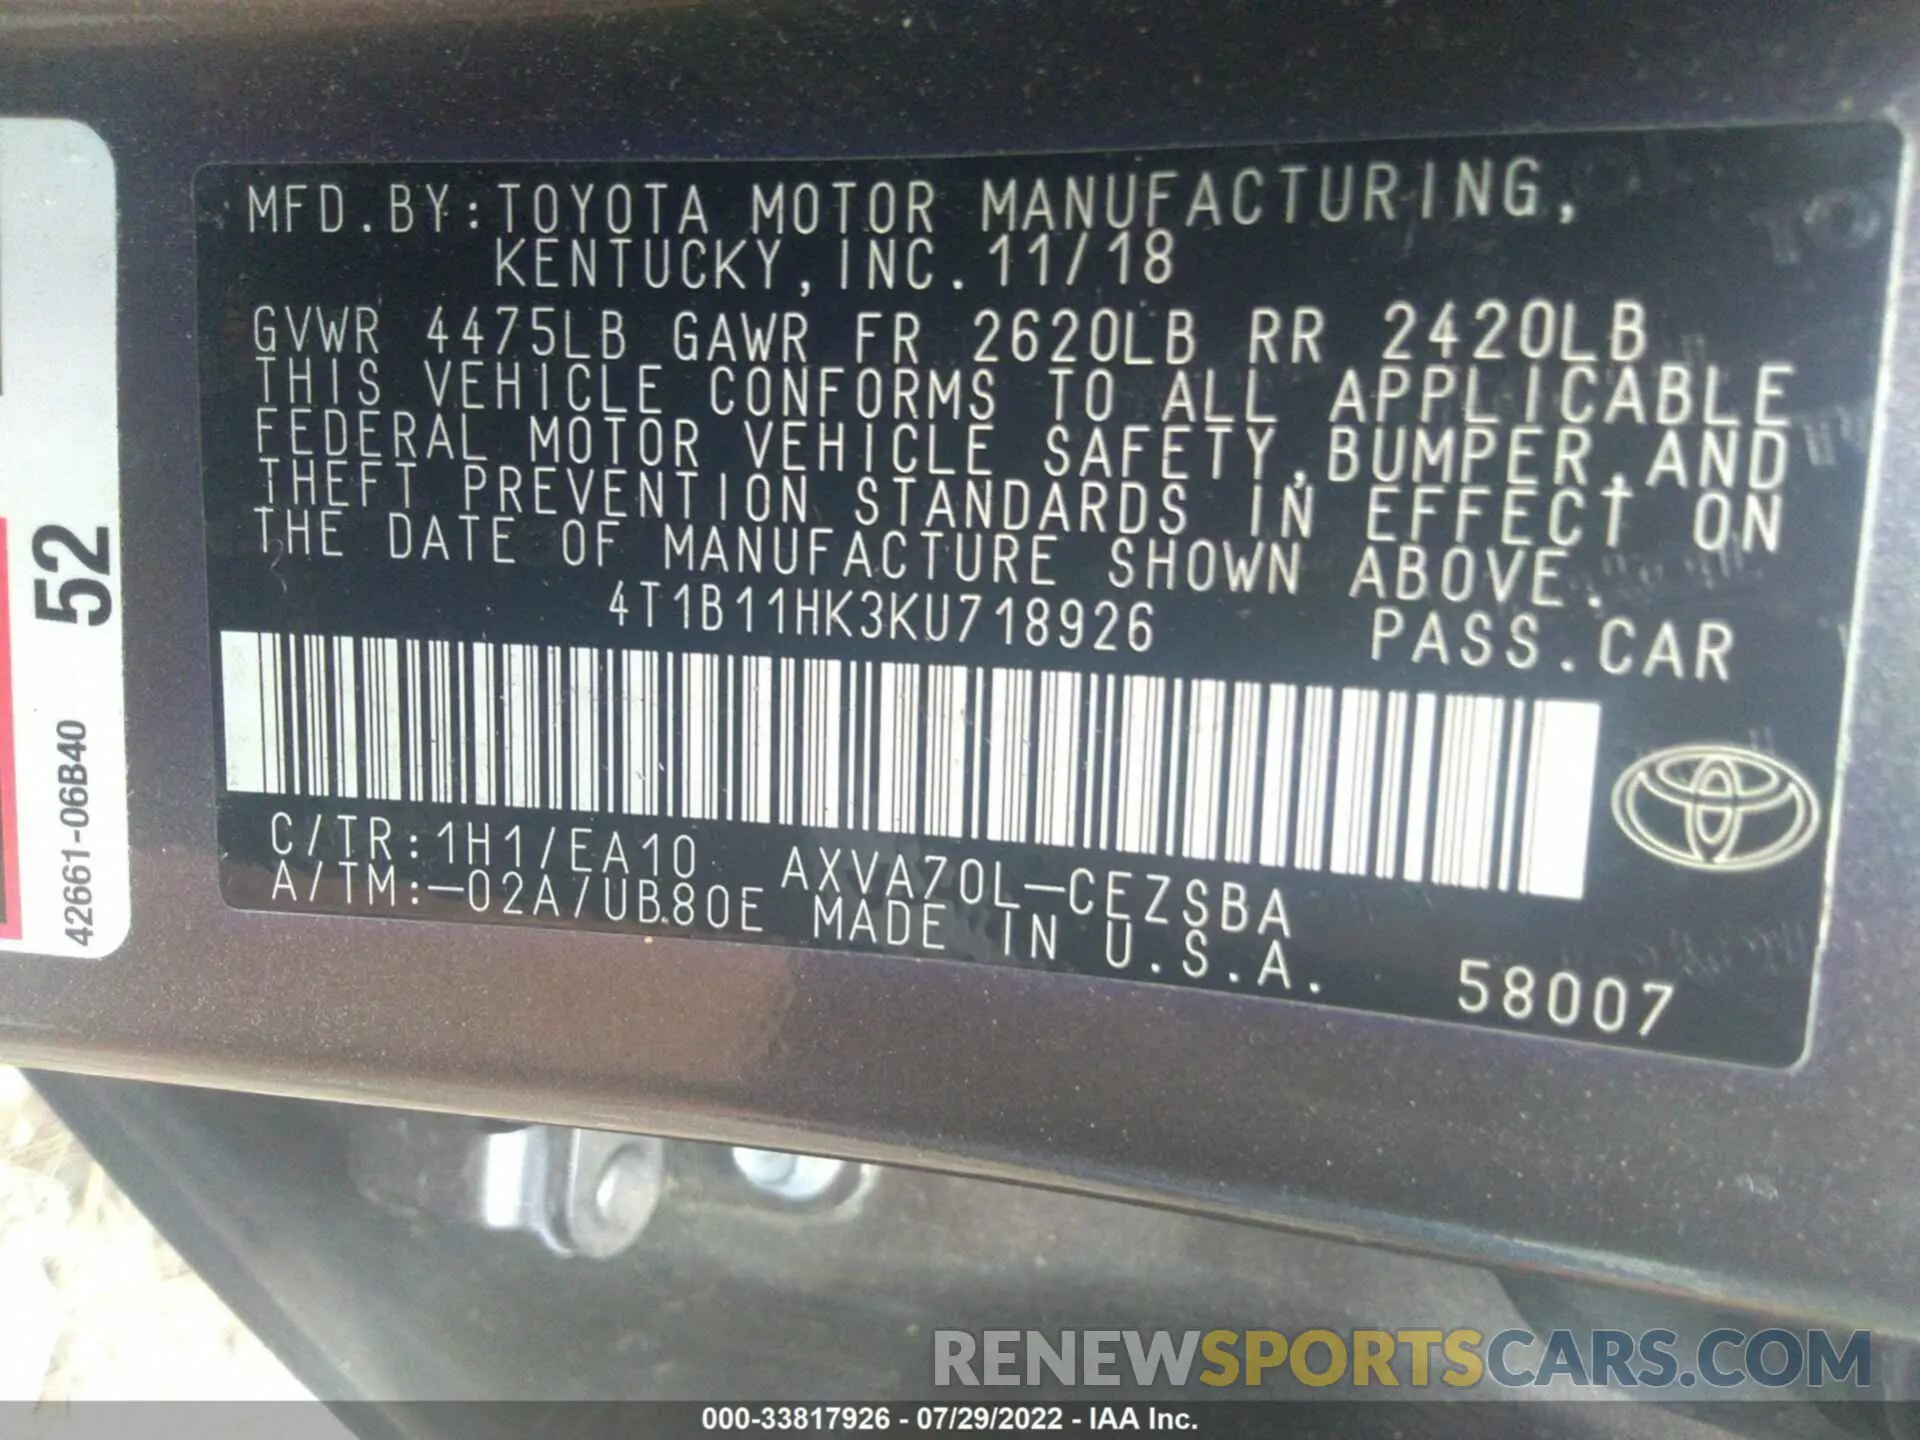 MFD.BY:TOYOTA MOTOR MANUFACTURING,
KENTUCKY,INC.11/18
GVWR 4475LB GAWR FR 2620LB RR 2420LB
THIS VEHICLE CONFORMS TO ALL APPLICABLE
FEDERAL MOTOR VEHICLE SAFETY,BUMPER,AND
THEFT PREVENTION STANDARDS IN EFFECT ON
THE DATE OF MANUFACTURE SHOWN ABOVE.
4T1B11HK3KU718926 PASS.CAR
C/TR:1H1/EA10 AXVA70L-CEZSBA
A/TM:-02A/UB80E MADE IN U.S.A.
58007
52
42661-06B40
RENEWSPORTSCARS.COM
000-33817926 - 07/29/2022 - IAA Inc.